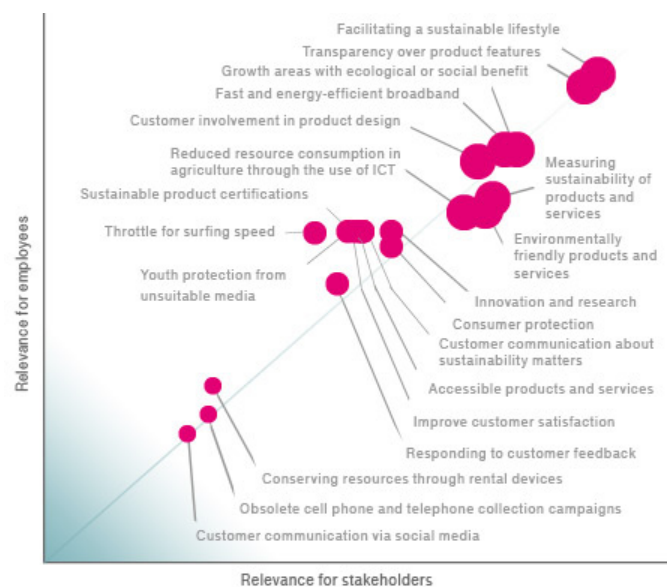 Facilitating a sustainable lifestyle
Transparency over product features
Growth areas with ecological or social benefit
Fast and energy-efficient broadband
Customer involvement in product design
Reduced resource consumption in
agriculture through the use of ICT
Measuring
sustainability of
products and
services
Sustainable product certifications
Throttle for surfing speed
Environmentally
friendly products and
services
Youth protection from
unsuitable media
Innovation and research
Consumer protection
Customer communication about
sustainability matters
Accessible products and services
Improve customer satisfaction
Responding to customer feedback
Conserving resources through rental devices
Obsolete cell phone and telephone collection campaigns
Customer communication via social media
Relevance for employees
Relevance for stakeholders